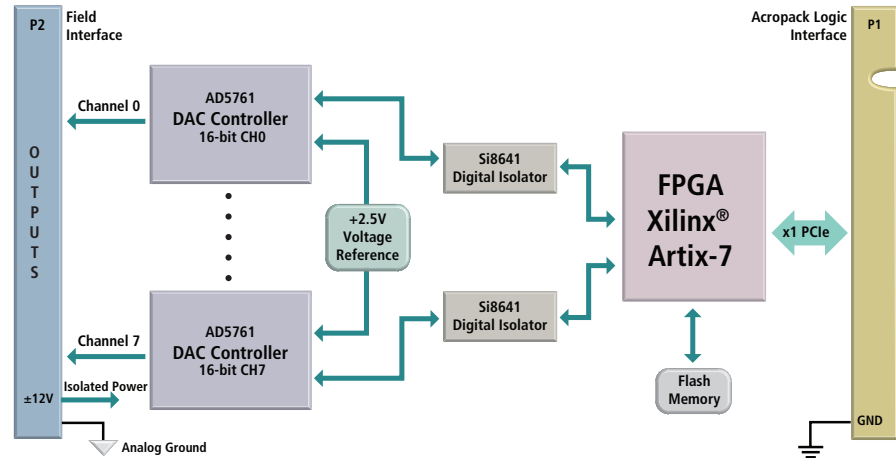 P2
Field
Interface
Acropack Logic
Interface
P1
Channel 0
AD5761
DAC Controller
16-bit CH0
O
U
T
P
U
T
S
Si8641
Digital Isolator
FPGA
Xilinx®
Artix-7
x1 PCIe
+2.5V
Voltage
Reference
Channel 7
AD5761
DAC Controller
16-bit CH7
Si8641
Digital Isolator
±12V
Isolated Power
Flash
Memory
GND
Analog Ground